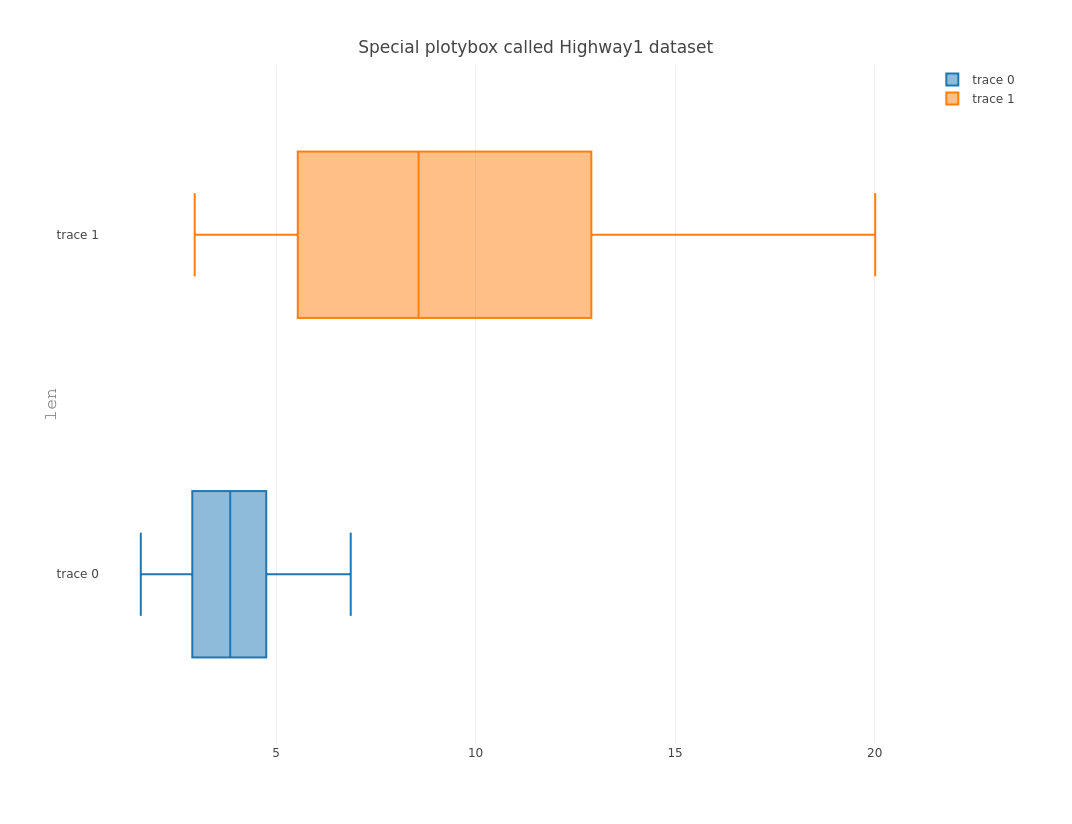 Special plotybox called Highway1 dataset
trace 0
trace 1
trace 1
len
trace 0
5
10
15
20